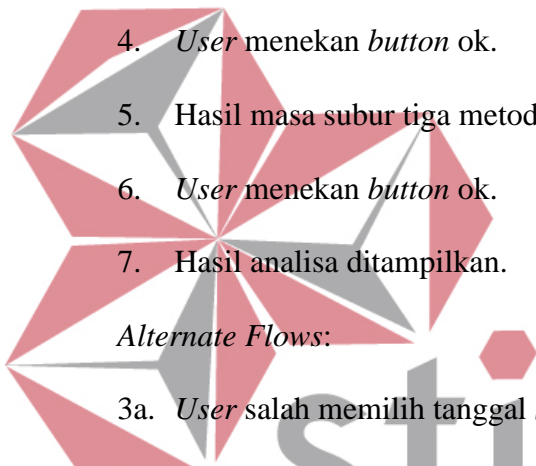 4. User menekan button ok.
5. Hasil masa subur tiga metod
6. User menekan button ok.
7. Hasil analisa ditampilkan.
Alternate Flows:
3a. User salah memilih tanggal
sti